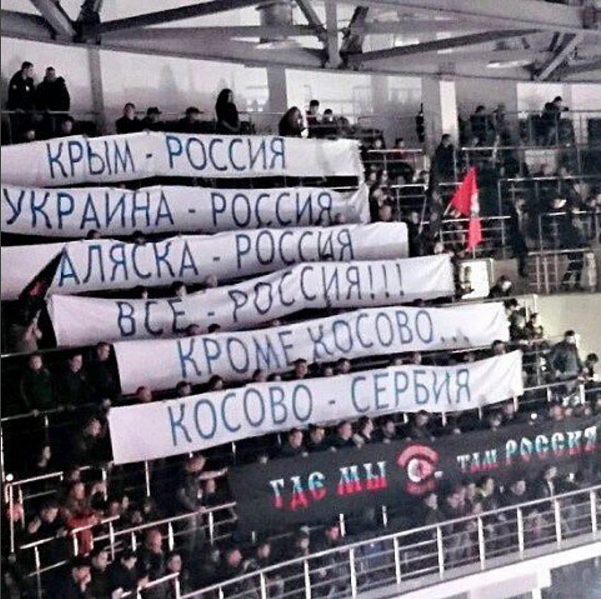 КРЫМ - РОССИЯ
УКРАИНА - РОССИЯ
АЛЯСКА - РОССИЯ
ВСЕ - РОССИЯ!!!
КРОМЕ КОСОВО...
КОСОВО - СЕРБИЯ
ГДЕ МЫ - ТАМ РОССИЯ